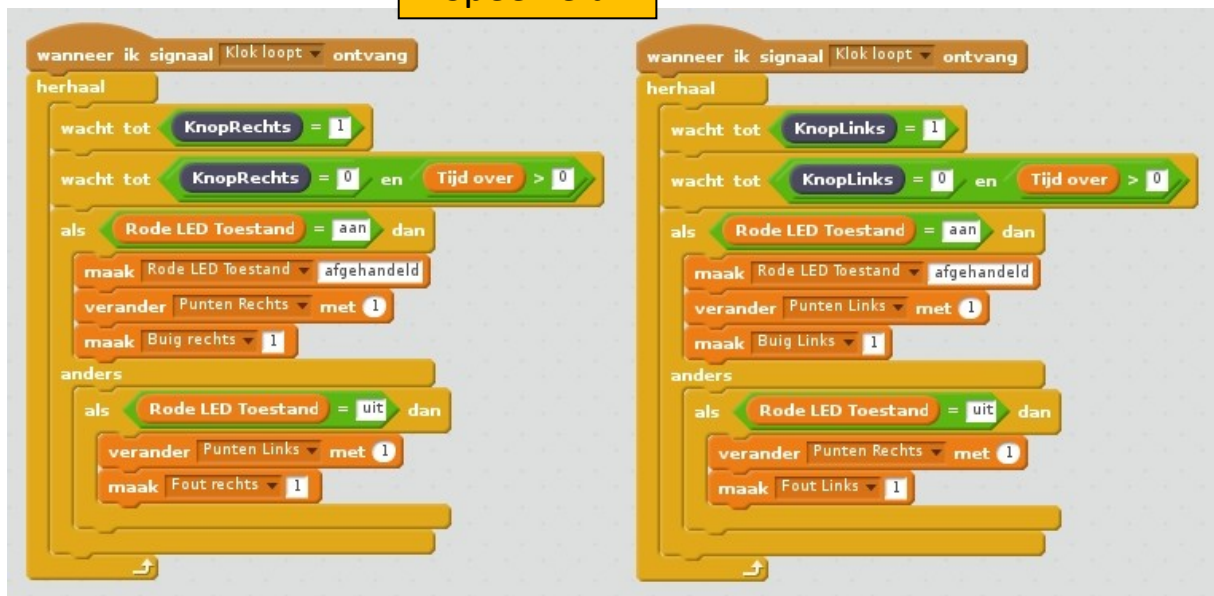 wanneer ik signaal Klok loopt ontvang
herhaal
wacht tot KnopRechts = 1
wacht tot KnopRechts = 0 en Tijd over > 0
als Rode LED Toestand = aan dan
maak Rode LED Toestand afgehandeld
verander Punten Rechts met 1
maak Buig rechts 1
anders
als Rode LED Toestand = uit dan
verander Punten Links met 1
maak Fout rechts 1
wanneer ik signaal Klok loopt ontvang
herhaal
wacht tot KnopLinks = 1
wacht tot KnopLinks = 0 en Tijd over > 0
als Rode LED Toestand = aan dan
maak Rode LED Toestand afgehandeld
verander Punten Links met 1
maak Buig Links 1
anders
als Rode LED Toestand = uit dan
verander Punten Rechts met 1
maak Fout Links 1